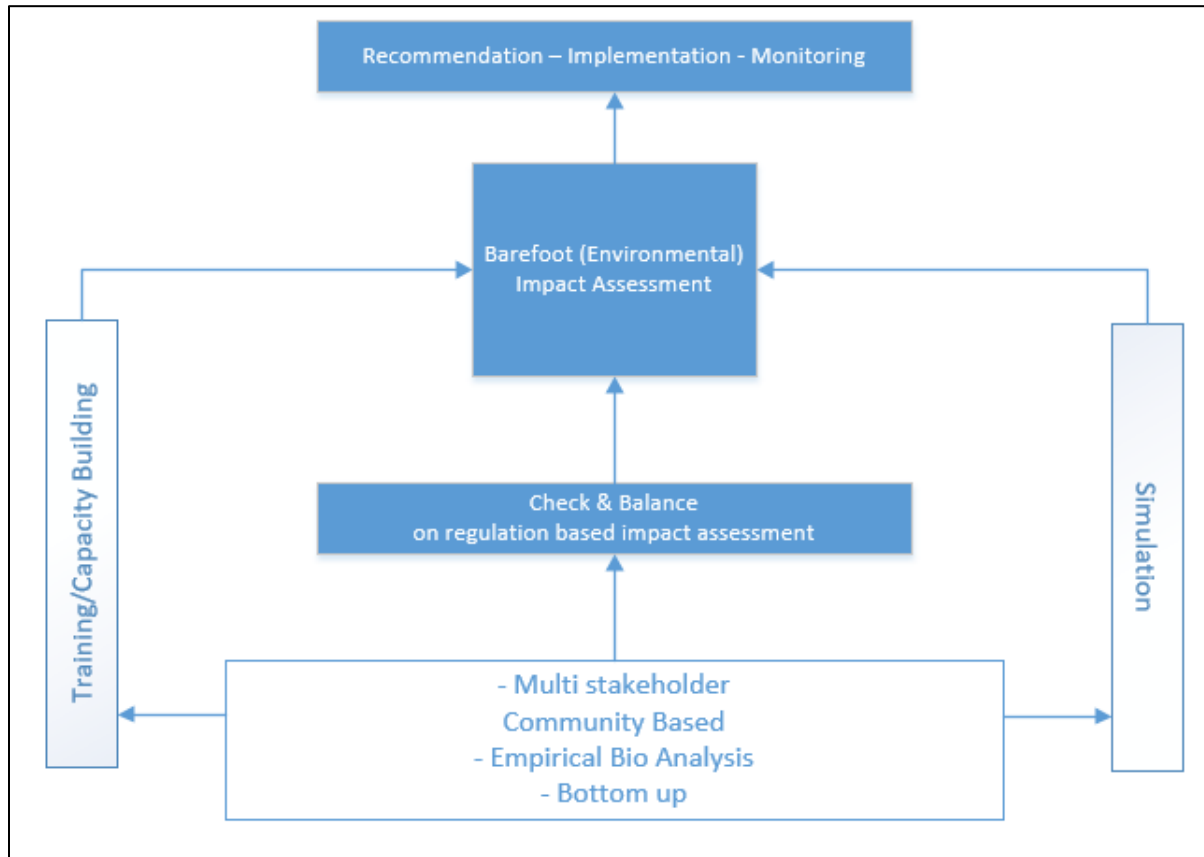 Recommendation – Implementation - Monitoring
Barefoot (Environmental)
Impact Assessment
Training/Capacity Building
Simulation
Check & Balance
on regulation based impact assessment
- Multi stakeholder
Community Based
- Empirical Bio Analysis
- Bottom up